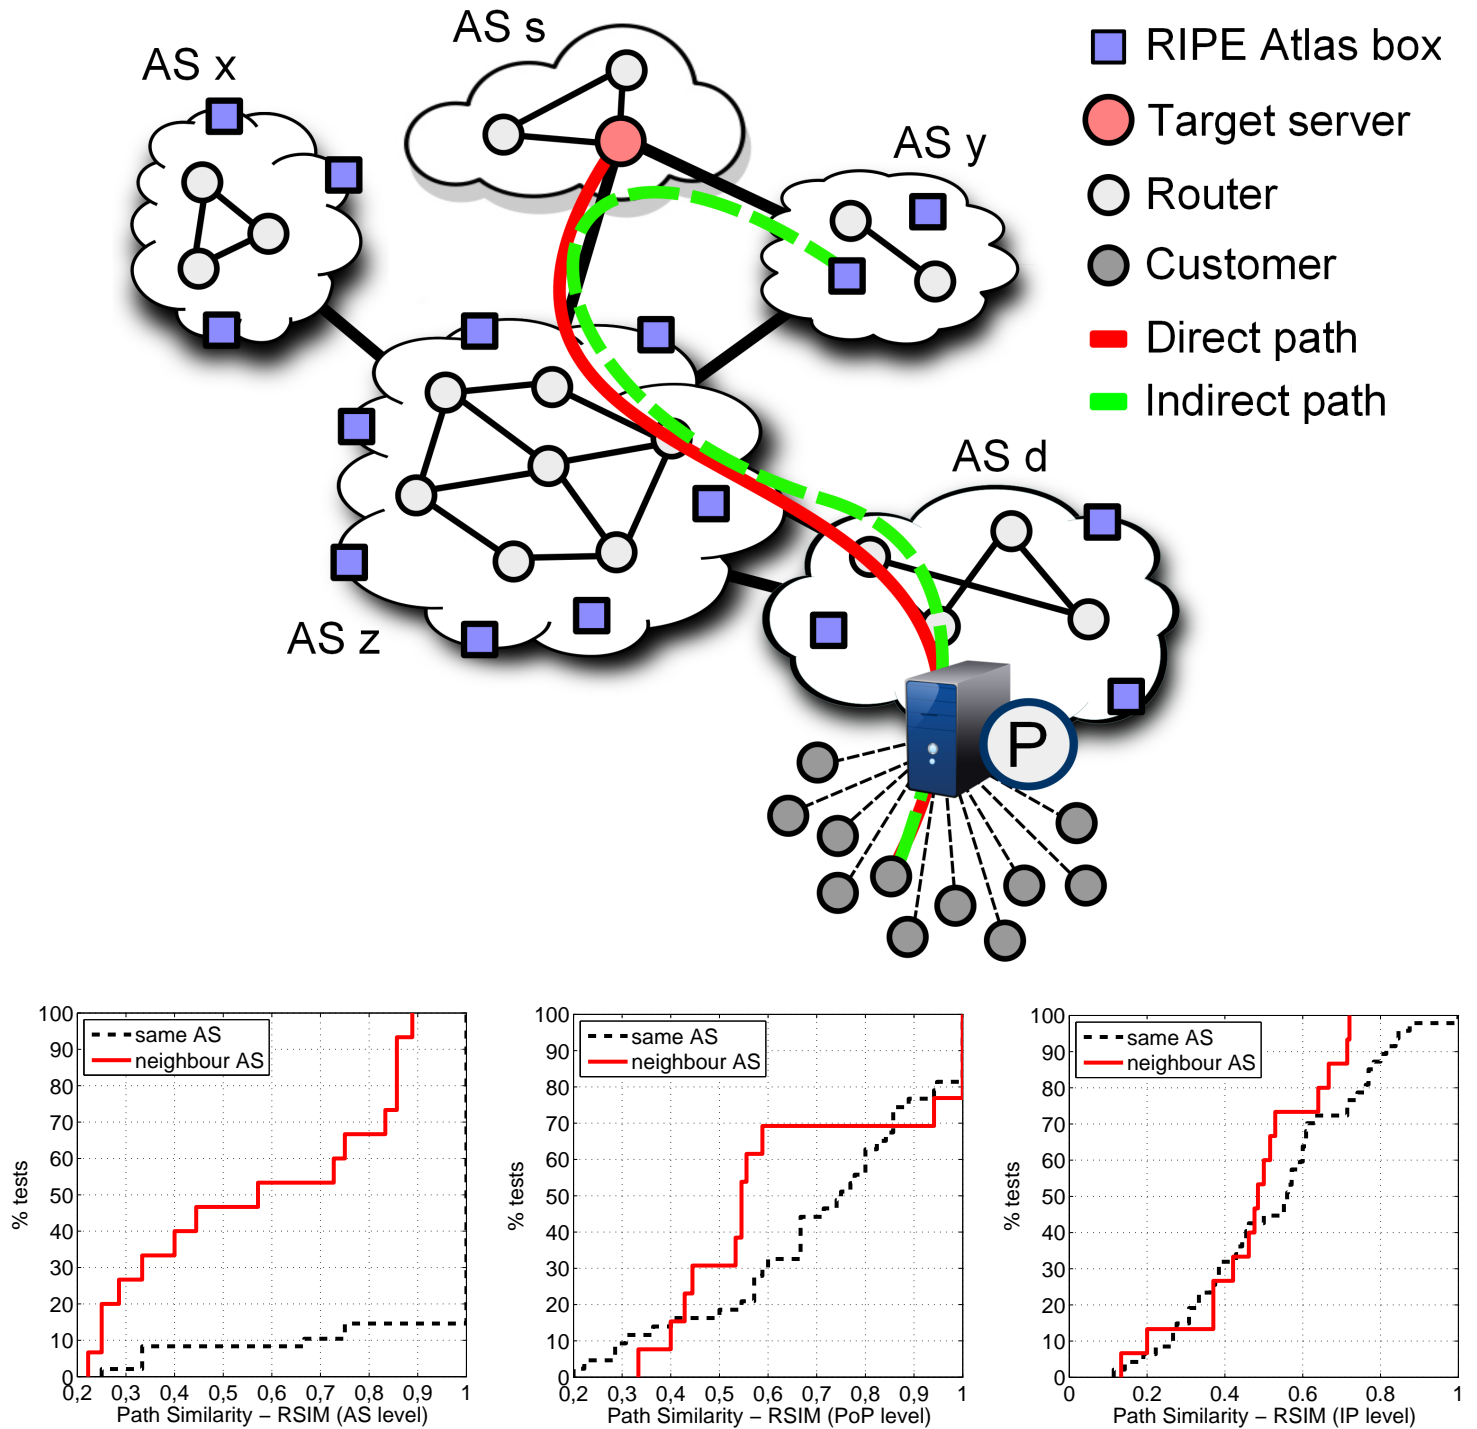 AS s
AS x
RIPE Atlas box
Target server
AS y
Router
Customer
Direct path
Indirect path
AS d
AS z
P
100
90
80
70
60
50
40
30
20
10
0
% tests
same AS
neighbour AS
0,2 0,3 0,4 0,5 0,6 0,7 0,8 0,9 1
Path Similarity – RSIM (AS level)
100
90
80
70
60
50
40
30
20
10
0
% tests
same AS
neighbour AS
0,2 0,3 0,4 0,5 0,6 0,7 0,8 0,9 1
Path Similarity – RSIM (PoP level)
100
90
80
70
60
50
40
30
20
10
0
% tests
same AS
neighbour AS
0 0.2 0.4 0.6 0.8 1
Path Similarity – RSIM (IP level)